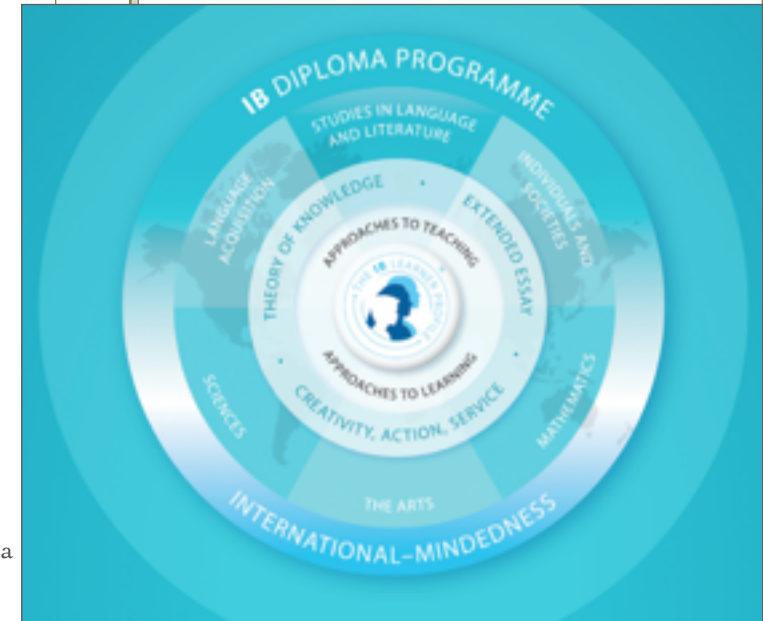 IB DIPLOMA PROGRAMME
STUDIES IN LANGUAGE
AND LITERATURE
LANGUAGE
ACQUISITION
INDIVIDUALS AND
SOCIETIES
THEORY OF KNOWLEDGE
EXTENDED ESSAY
APPROACHES TO TEACHING
THE IB LEARNER PROFILE
APPROACHES TO LEARNING
CREATIVITY, ACTION, SERVICE
SCIENCES
MATHEMATICS
THE ARTS
INTERNATIONAL–MINDEDNESS
a